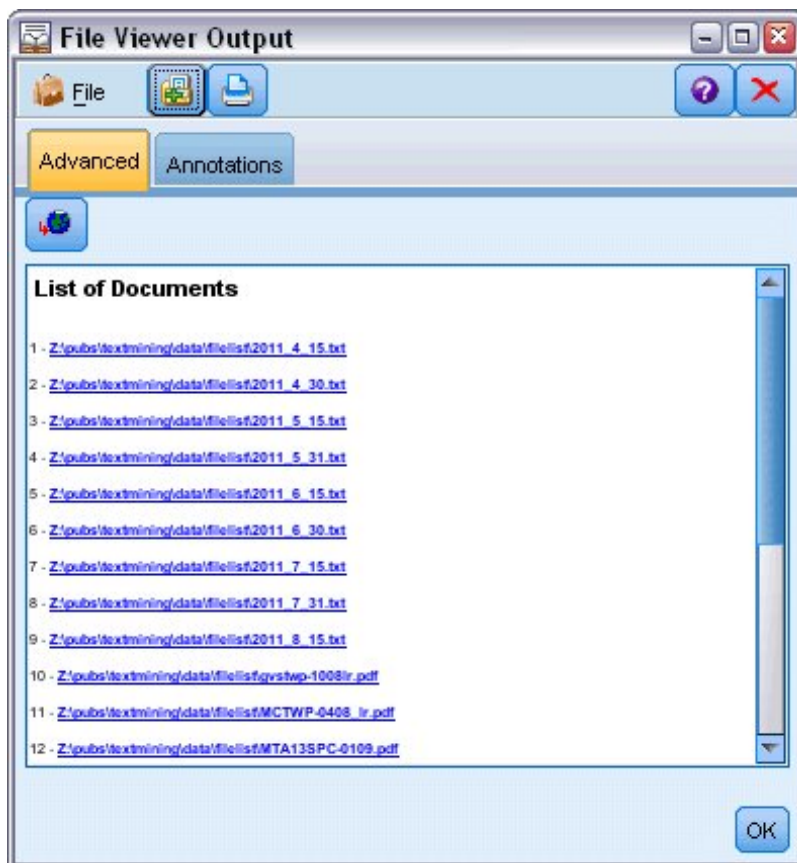 File Viewer Output
File
Advanced
Annotations
List of Documents
1 - Z:\pubs\textmining\data\filelist\2011_4_15.txt
2 - Z:\pubs\textmining\data\filelist\2011_4_30.txt
3 - Z:\pubs\textmining\data\filelist\2011_5_15.txt
4 - Z:\pubs\textmining\data\filelist\2011_5_31.txt
5 - Z:\pubs\textmining\data\filelist\2011_6_15.txt
6 - Z:\pubs\textmining\data\filelist\2011_6_30.txt
7 - Z:\pubs\textmining\data\filelist\2011_7_15.txt
8 - Z:\pubs\textmining\data\filelist\2011_7_31.txt
9 - Z:\pubs\textmining\data\filelist\2011_8_15.txt
10 - Z:\pubs\textmining\data\filelist\gvstwp-1008lr.pdf
11 - Z:\pubs\textmining\data\filelist\MCTWP-0408_lr.pdf
12 - Z:\pubs\textmining\data\filelist\MTA13SPC-0109.pdf
OK